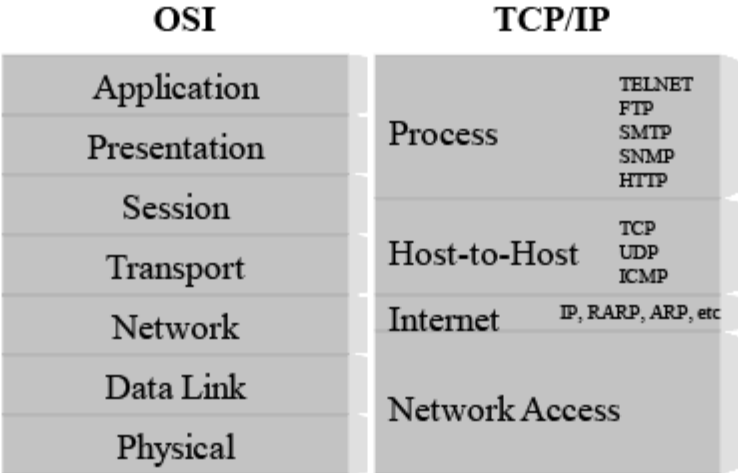 OSI
Application
Presentation
Session
Transport
Network
Data Link
Physical
TCP/IP
Process
TELNET
FTP
SMTP
SNMP
HTTP
Host-to-Host
TCP
UDP
ICMP
Internet
IP, RARP, ARP, etc
Network Access